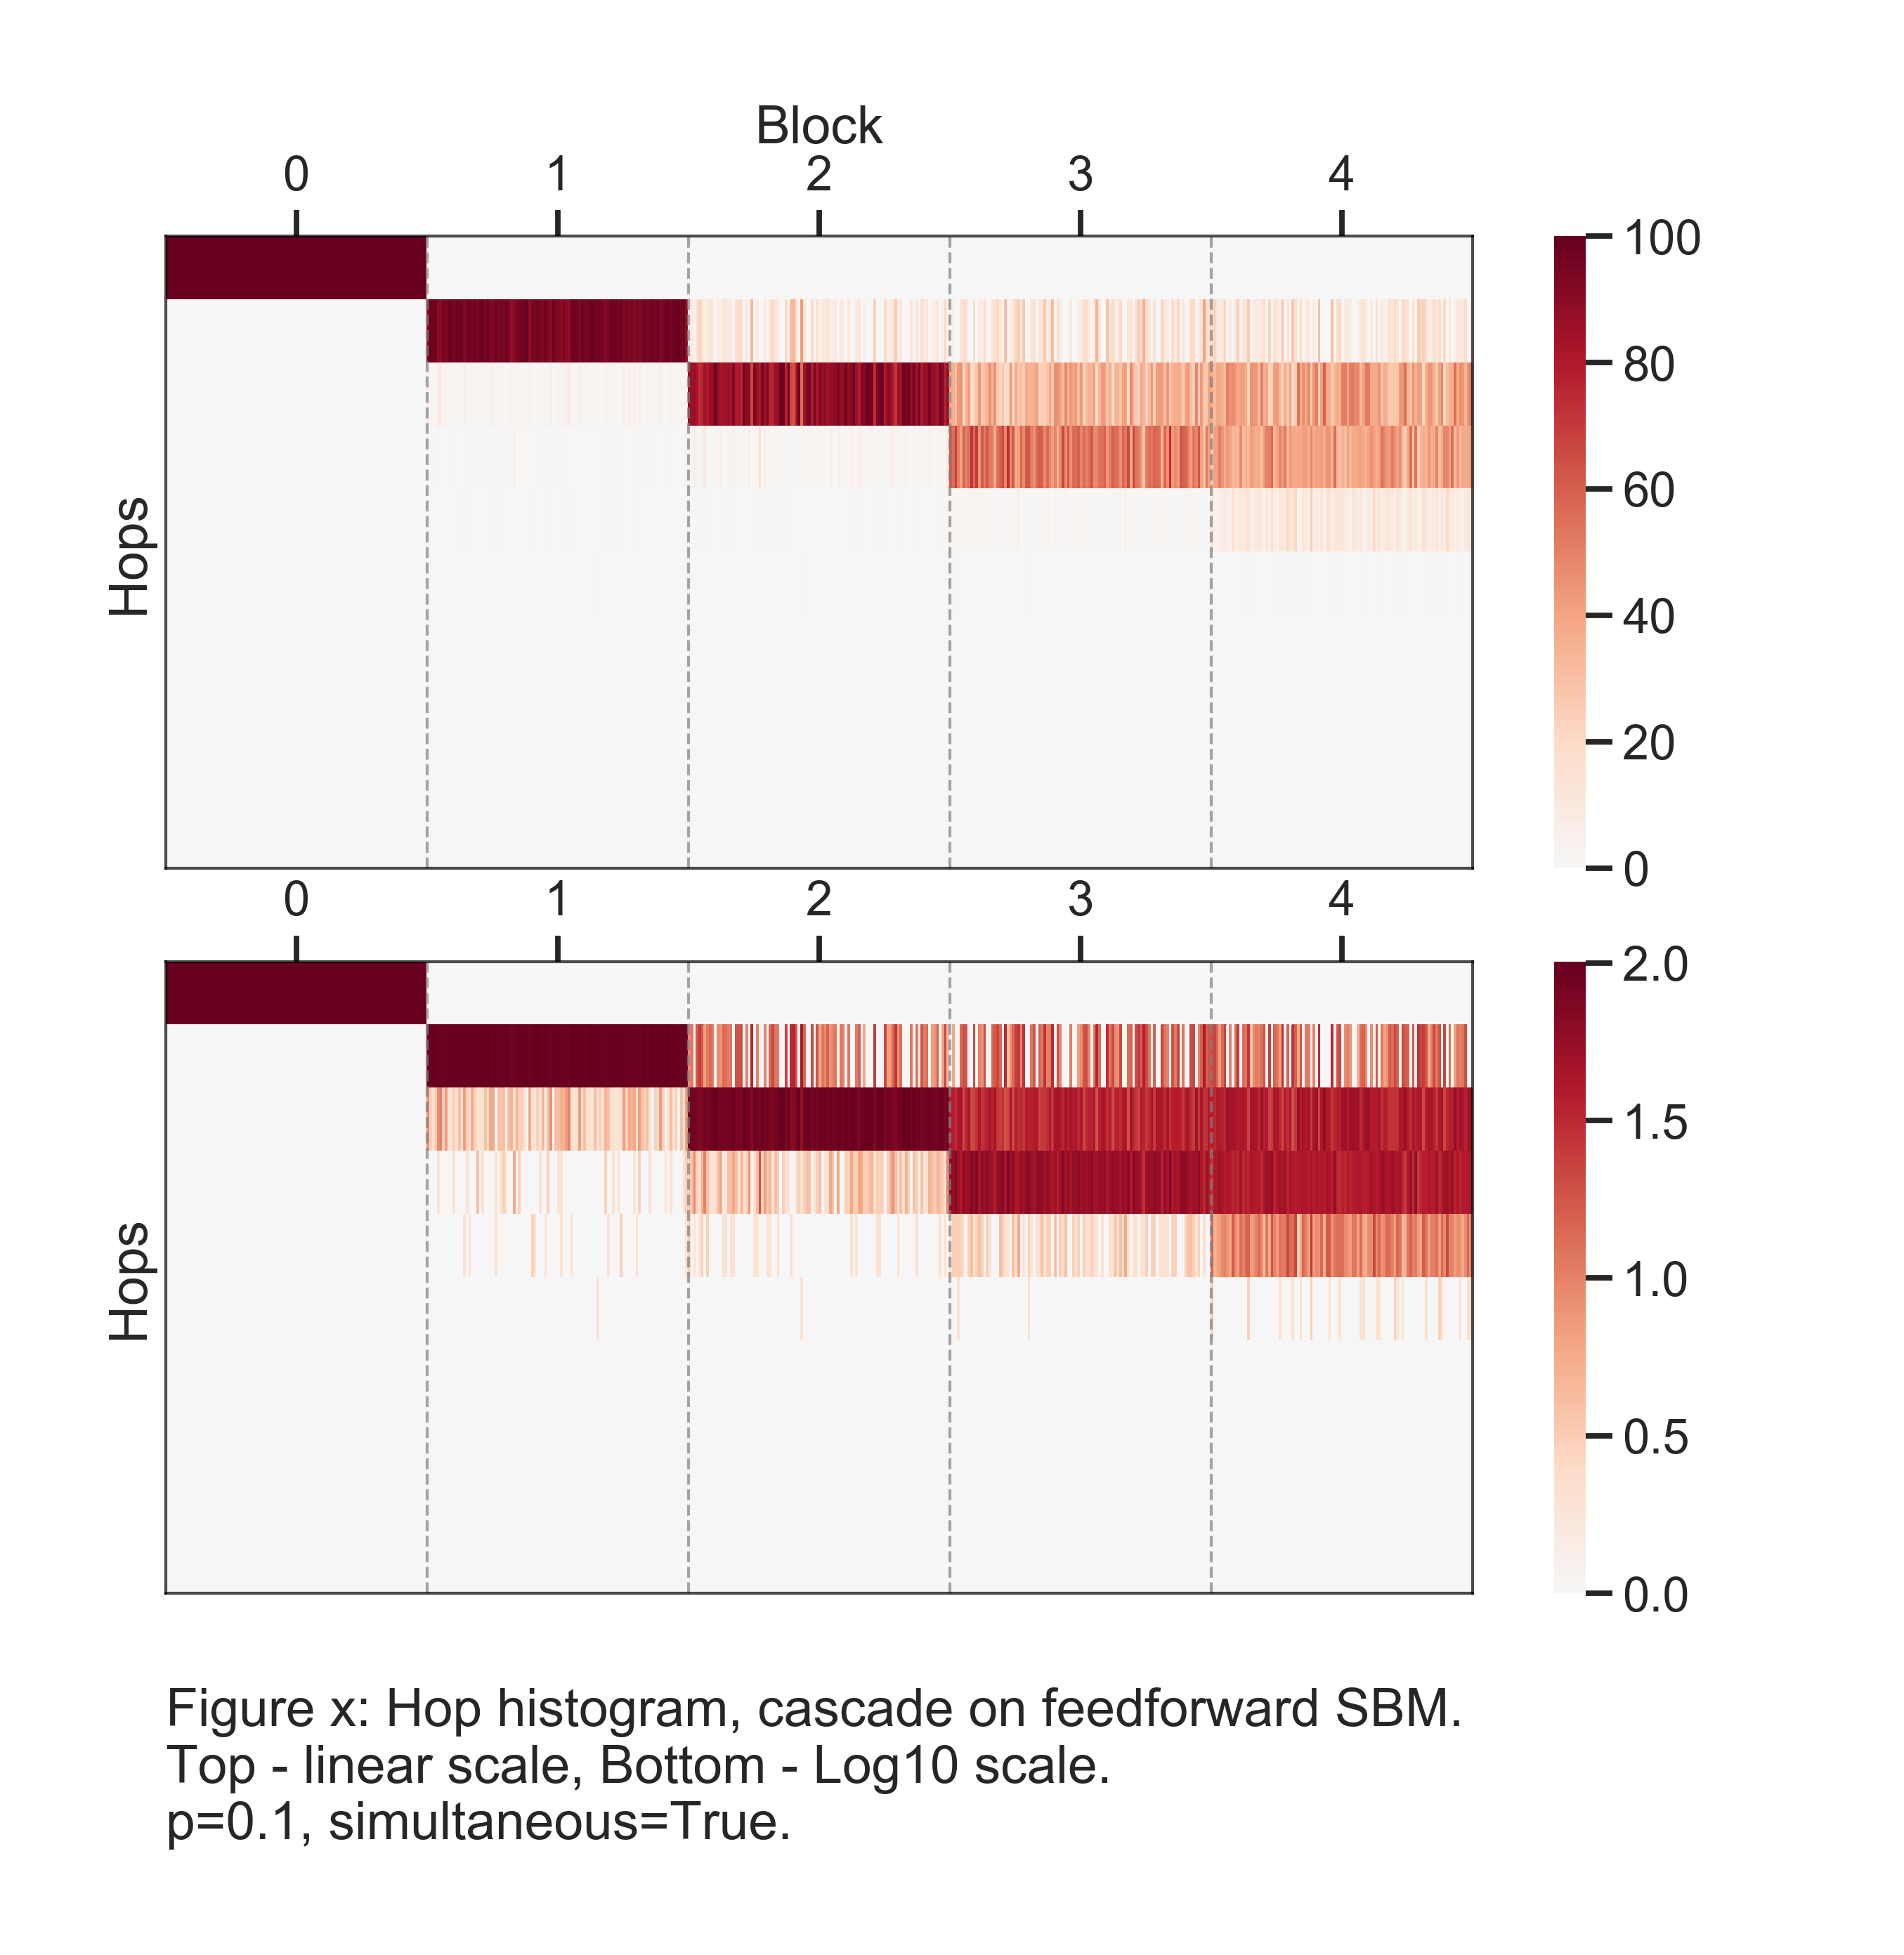 Block
0 1 2 3 4
100
80
60
40
20
0
Hops
0 1 2 3 4
2.0
1.5
1.0
0.5
0.0
Hops
Figure x: Hop histogram, cascade on feedforward SBM.
Top - linear scale, Bottom - Log10 scale.
p=0.1, simultaneous=True.